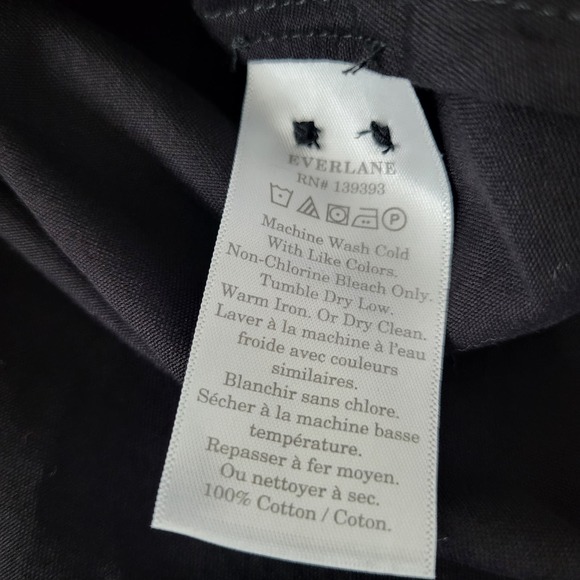 EVERLANE
RN# 139393
P
Machine Wash Cold
With Like Colors.
Non-Chlorine Bleach Only.
Tumble Dry Low.
Warm Iron. Or Dry Clean.
Laver à la machine à l'eau
froide avec couleurs
similaires.
Blanchir sans chlore.
Sécher à la machine basse
température.
Repasser à fer moyen.
Ou nettoyer à sec.
100% Cotton / Coton.